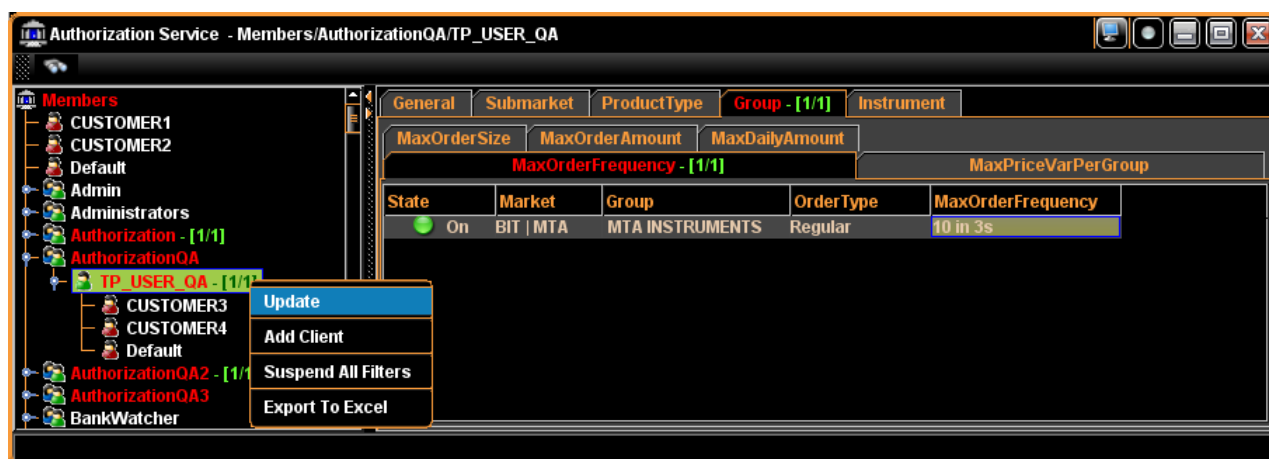 Authorization Service - Members/AuthorizationQA/TP_USER_QA
Members
CUSTOMER1
CUSTOMER2
Default
Admin
Administrators
Authorization - [1/1]
AuthorizationQA
TP_USER_QA - [1/1]
CUSTOMER3
CUSTOMER4
Default
AuthorizationQA2 - [1/1
AuthorizationQA3
BankWatcher
Update
Add Client
Suspend All Filters
Export To Excel
General Submarket ProductType Group - [1/1] Instrument
MaxOrderSize MaxOrderAmount MaxDailyAmount
MaxOrderFrequency - [1/1] MaxPriceVarPerGroup
State Market Group OrderType MaxOrderFrequency
On BIT | MTA MTA INSTRUMENTS Regular 10 in 3s